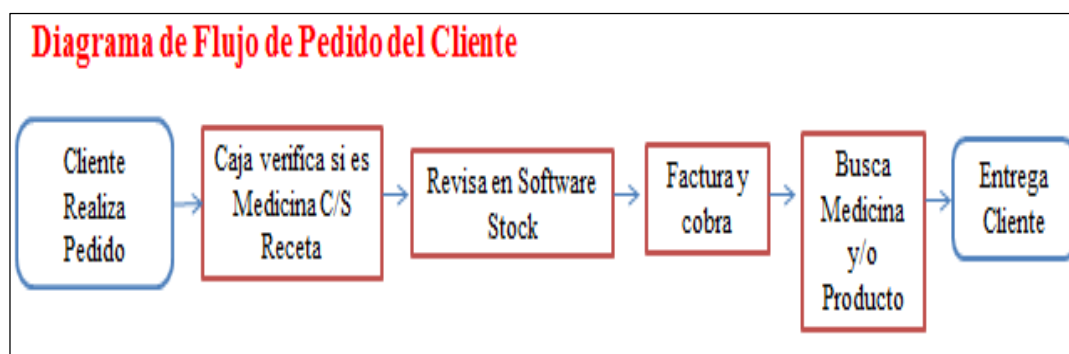 Diagrama de Flujo de Pedido del Cliente
Cliente
Realiza
Pedido
Caja verifica si es
Medicina C/S
Receta
Revisa en Software
Stock
Factura y
cobra
Busca
Medicina
y/o
Producto
Entrega
Cliente